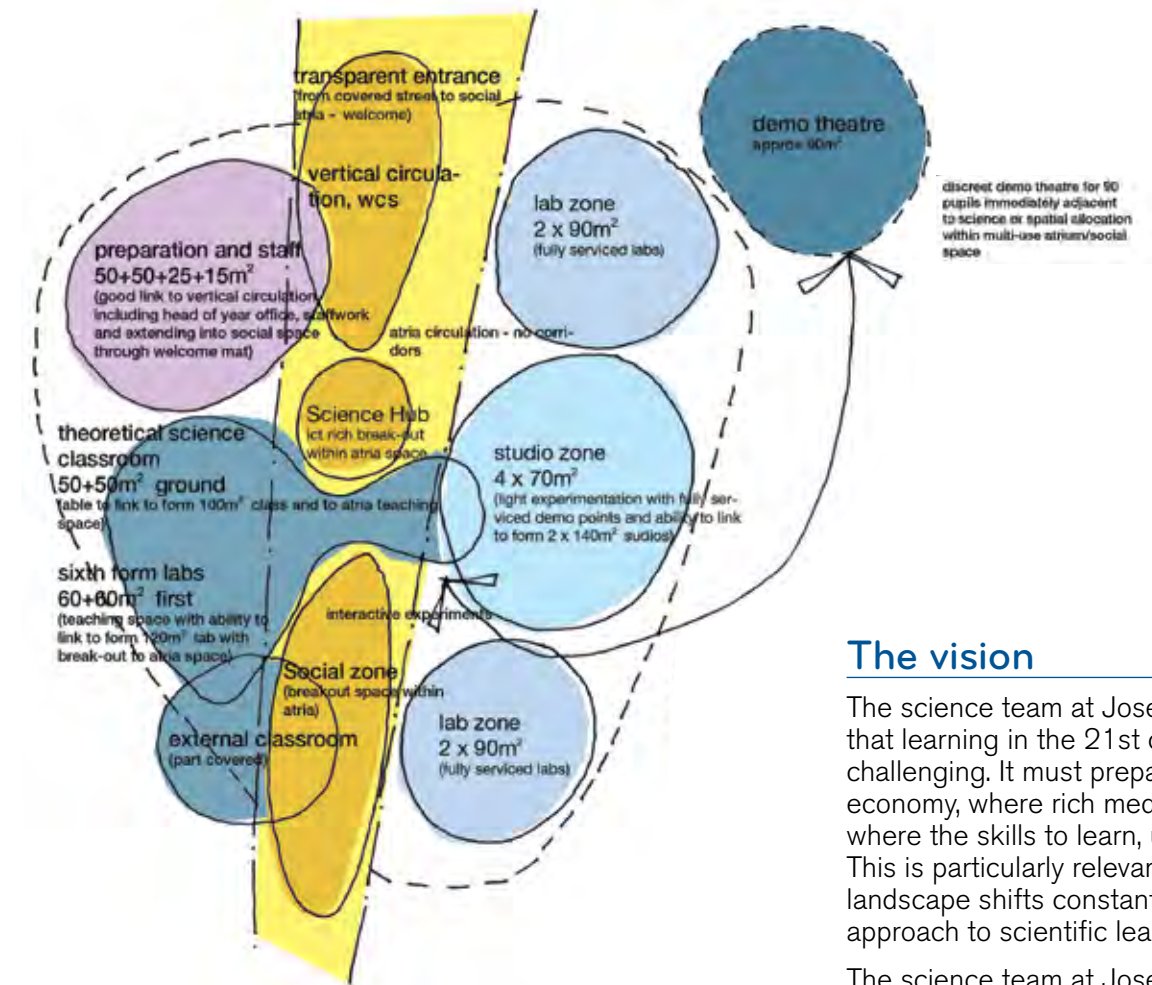 transparent entrance
(from covered street to social
atria - welcome)
vertical circula-
tion, wcs
preparation and staff
50+50+25+15m²
(good link to vertical circulation
including head of year office, staffwork
and extending into social space
through welcome mat)
atria circulation - no corri-
dors
lab zone
2 x 90m²
(fully serviced labs)
demo theatre
approx 90m²
discreet demo theatre for 90
pupils immediately adjacent
to science or spatial allocation
within multi-use atrium/social
space
Science Hub
ict rich break-out
within atria space
theoretical science
classroom
50+50m² ground
(able to link to form 100m² class and to atria teaching
space)
studio zone
4 x 70m²
(light experimentation with fully ser-
viced demo points and ability to link
to form 2 x 140m² sudios)
sixth form labs
60+60m² first
(teaching space with ability to
link to form 120m² lab with
break-out to atria space)
interactive experiments
Social zone
(breakout space within
atria)
external classroom
(part covered)
lab zone
2 x 90m²
(fully serviced labs)
The vision
The science team at Jose
that learning in the 21st c
challenging. It must prepa
economy, where rich med
where the skills to learn, u
This is particularly relevan
landscape shifts constant
approach to scientific lea
The science team at Jose